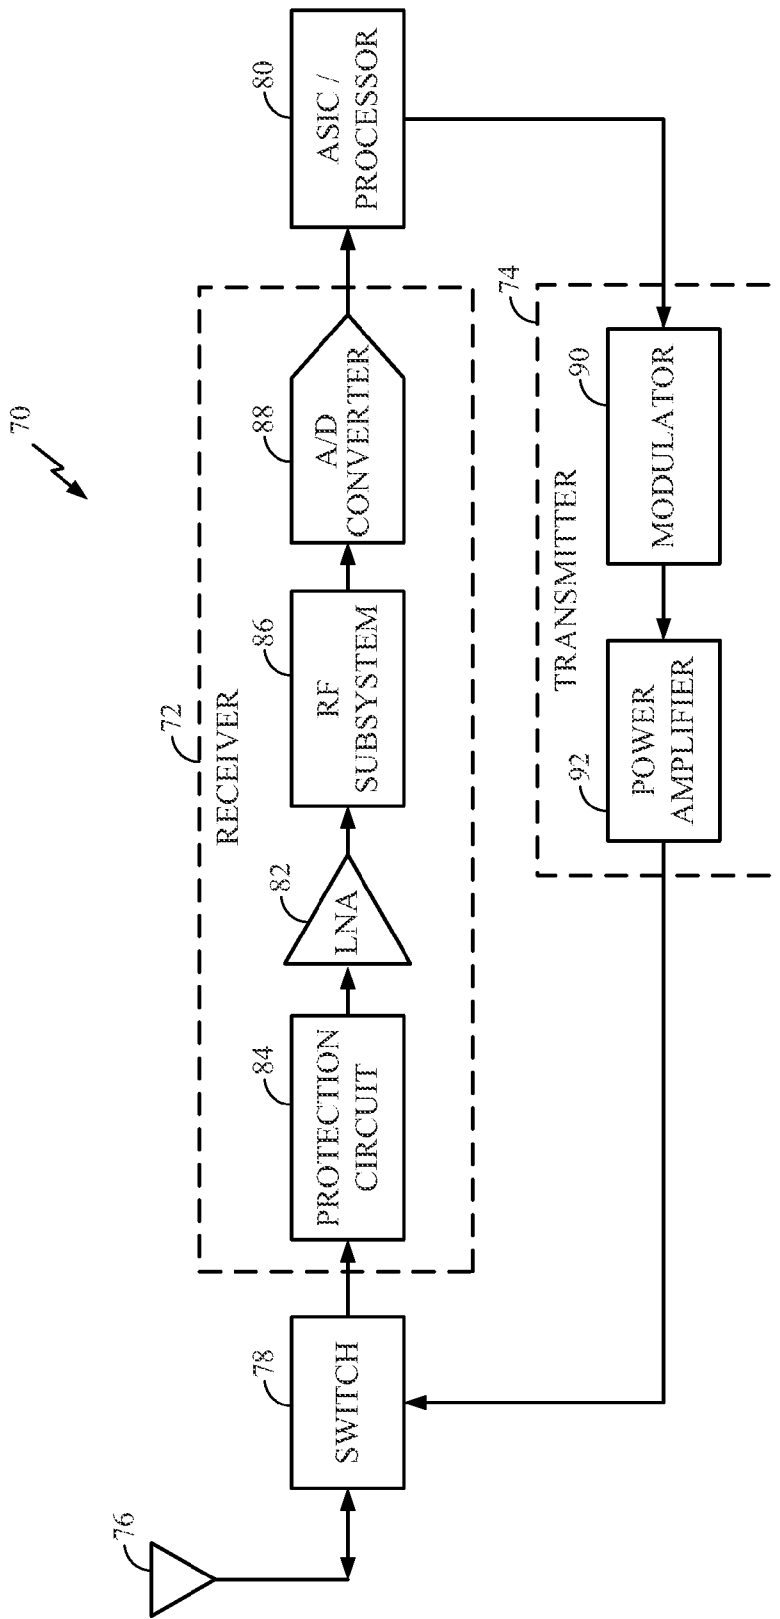 70
76
78
SWITCH
72
RECEIVER
84
PROTECTION
CIRCUIT
82
LNA
86
RF
SUBSYSTEM
88
A/D
CONVERTER
80
ASIC /
PROCESSOR
74
TRANSMITTER
92
POWER
AMPLIFIER
90
MODULATOR